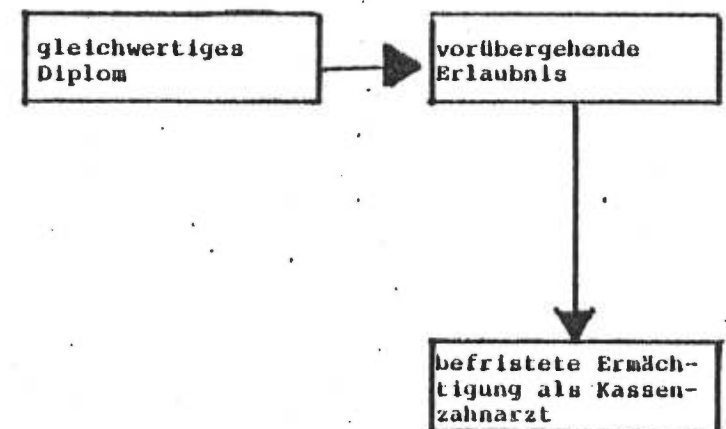 gleichwertiges
Diplom
vorübergehende
Erlaubnis
befristete Ermäch-
tigung als Kassen-
zahnarzt